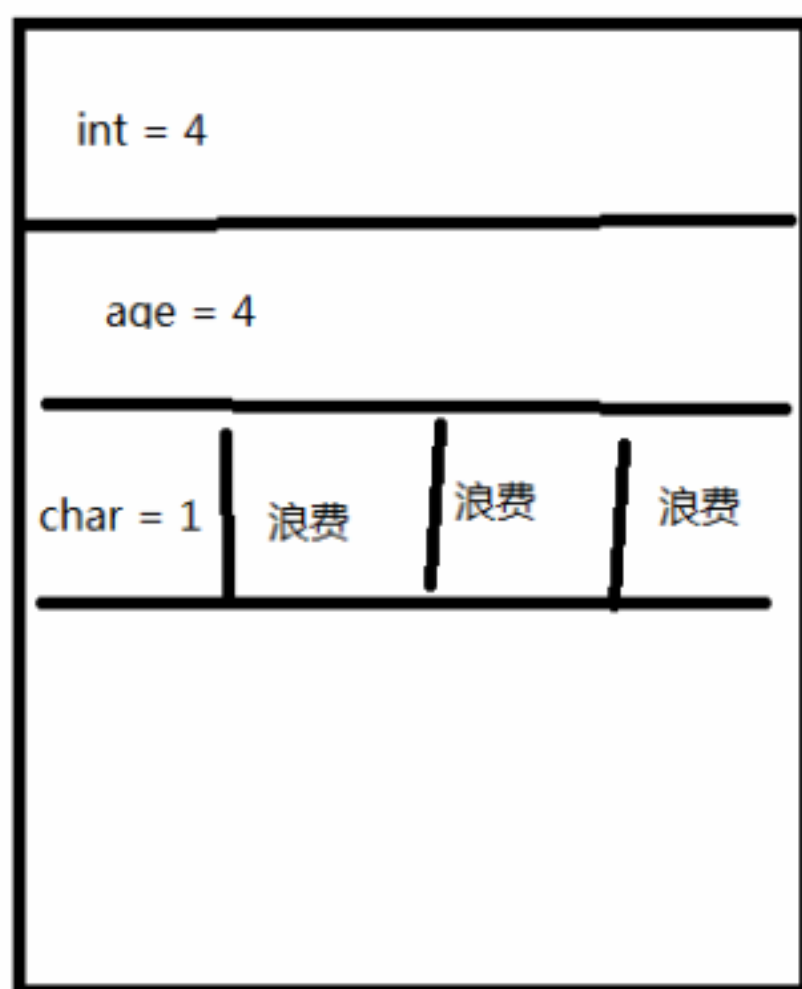 int = 4
age = 4
char = 1 浪费 浪费 浪费